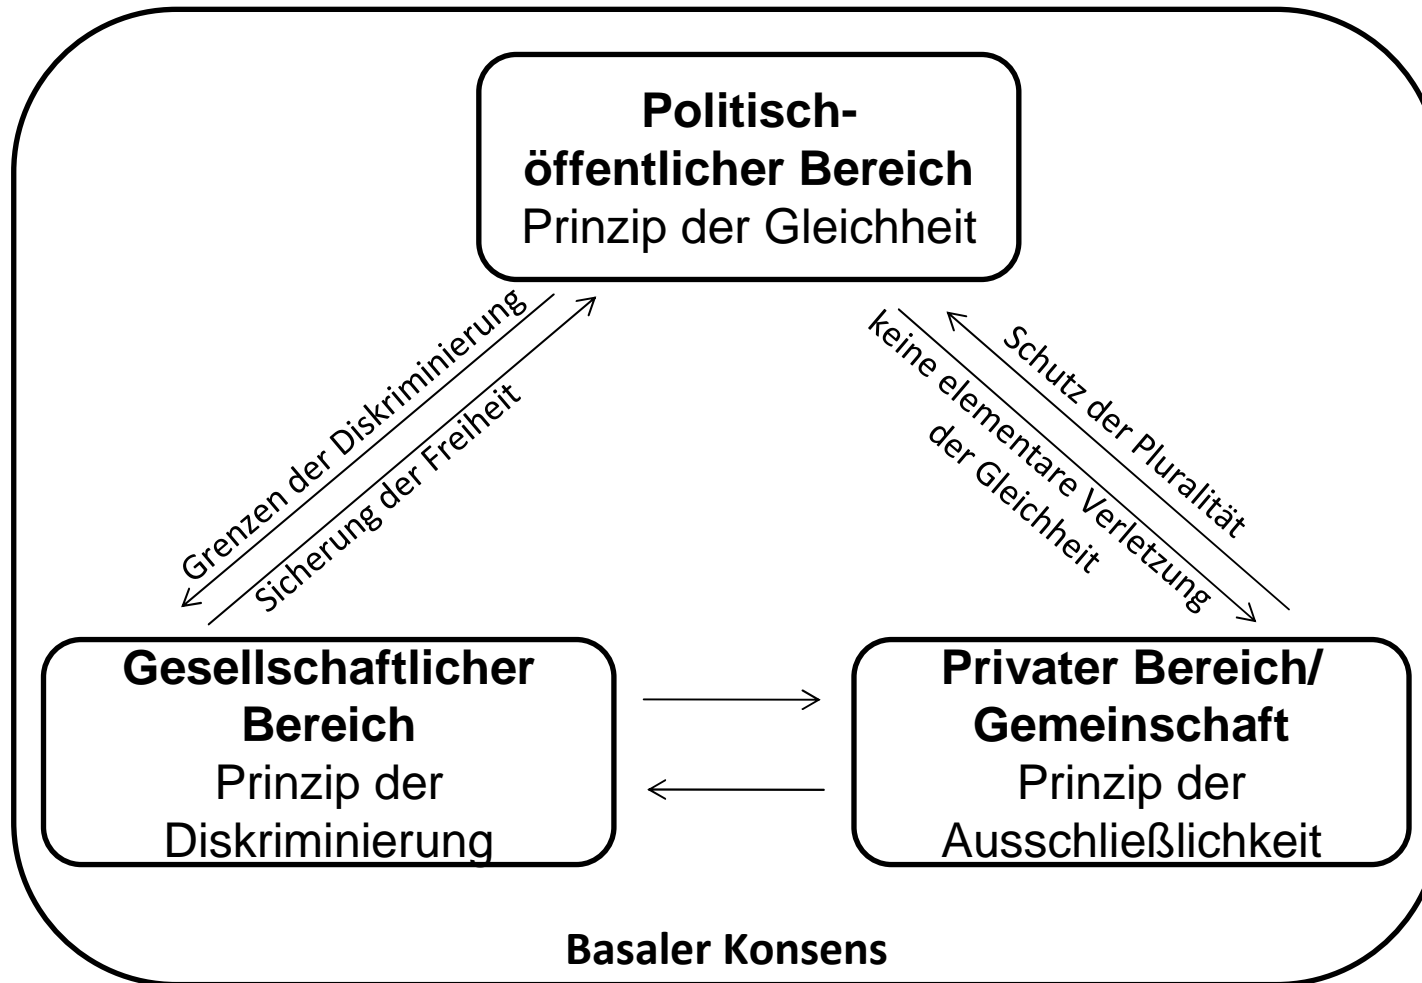 Politisch-
öffentlicher Bereich
Prinzip der Gleichheit
Grenzen der Diskriminierung
Sicherung der Freiheit
Schutz der Pluralität
keine elementare Verletzung
der Gleichheit
Gesellschaftlicher
Bereich
Prinzip der
Diskriminierung
Privater Bereich/
Gemeinschaft
Prinzip der
Ausschließlichkeit
Basaler Konsens